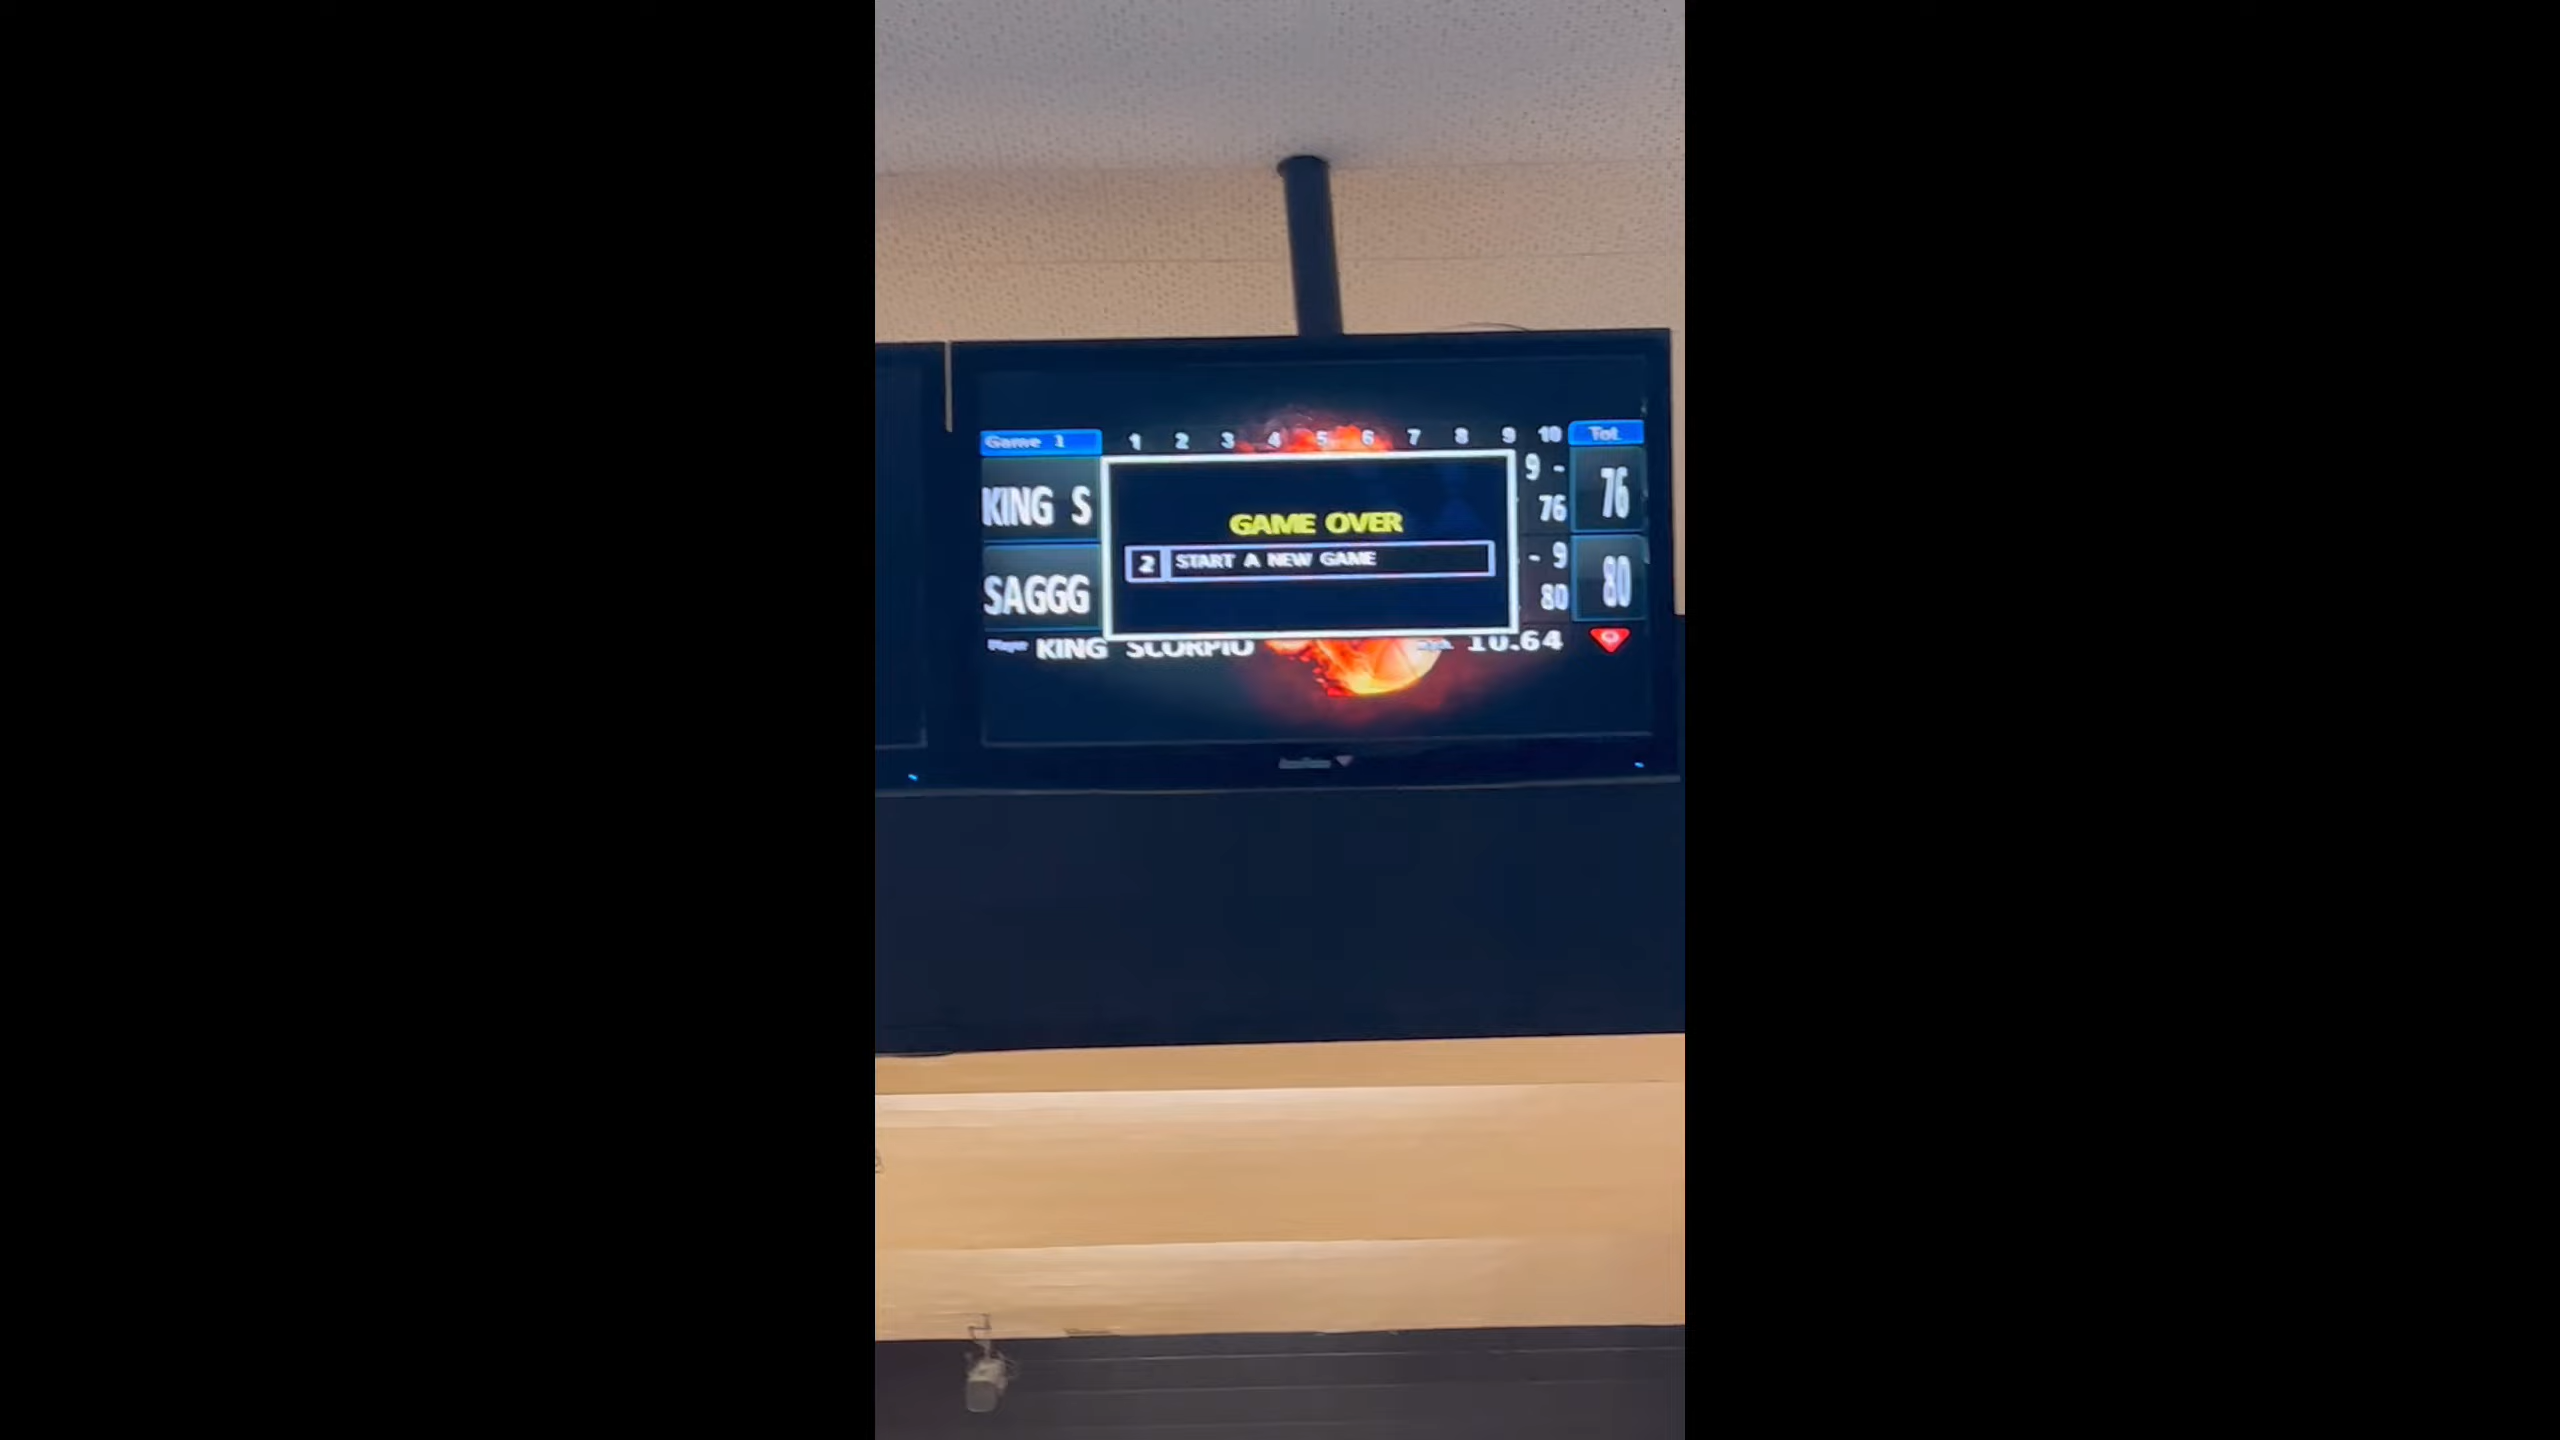 Game 1 1 2 3 4 5 6 7 8 9 10 Tot.
9 -
KING S 76 76
GAME OVER
2 START A NEW GAME
- 9
SAGGG 80 80
Player KING SCORPIO 10.64